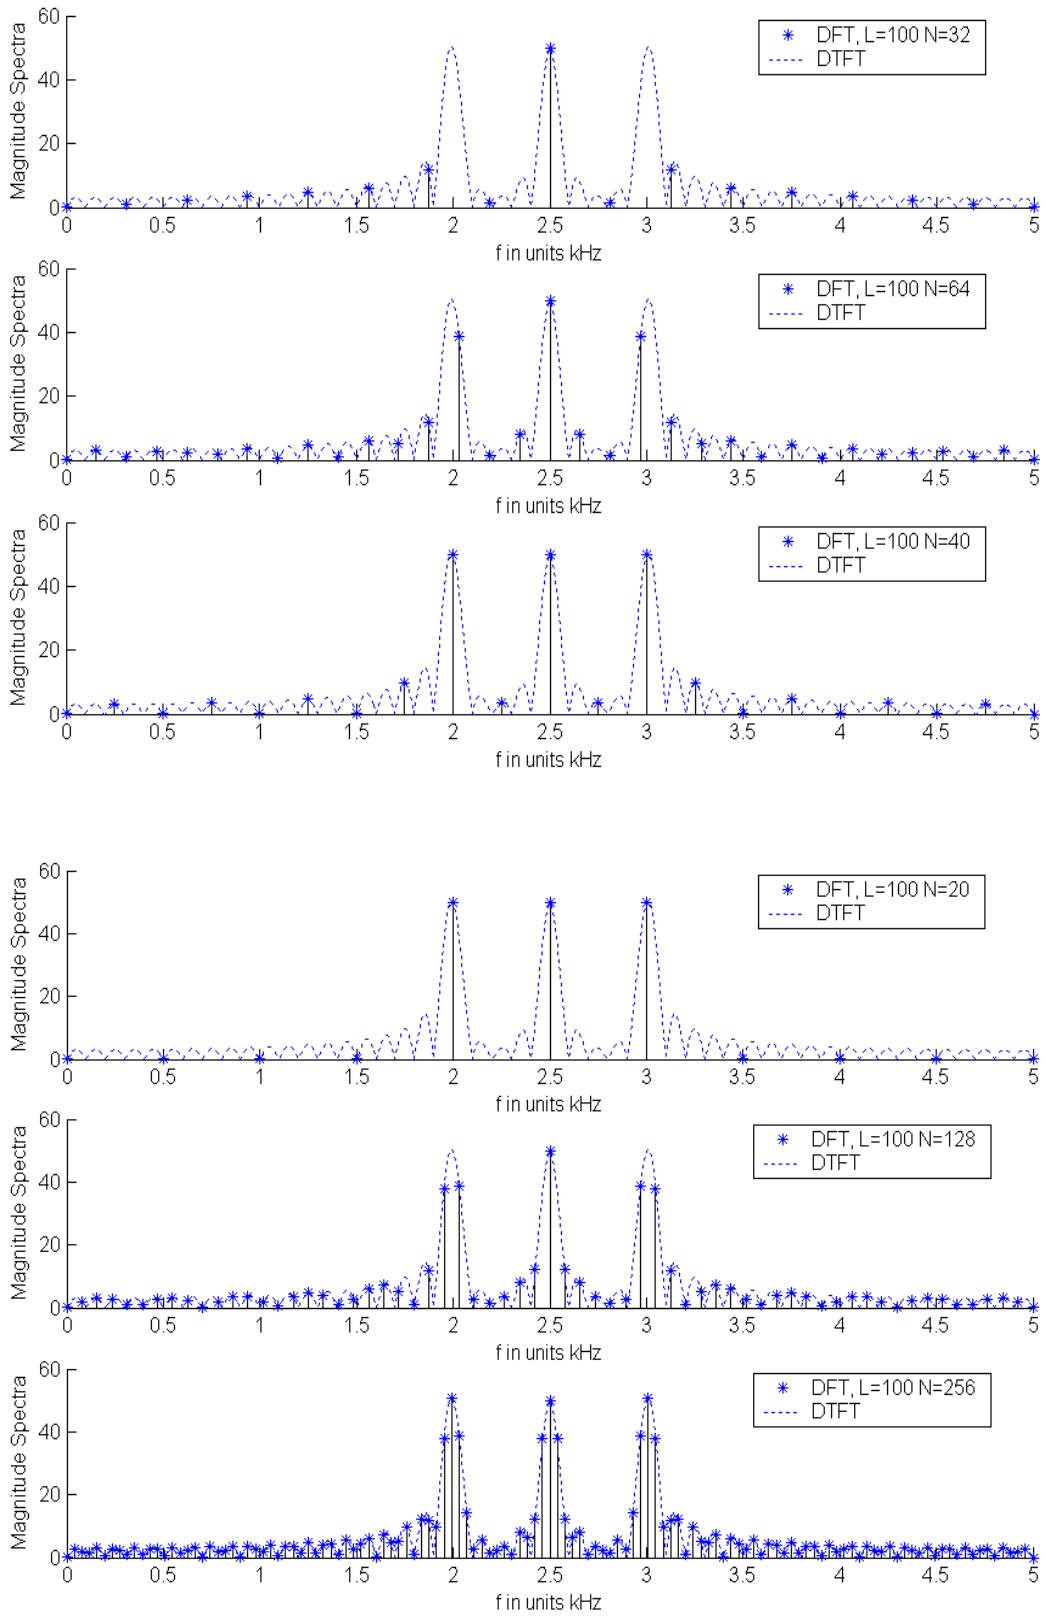 60
40
20
0
Magnitude Spectra
DFT, L=100 N=32
DTFT
0 0.5 1 1.5 2 2.5 3 3.5 4 4.5 5
f in units kHz
60
40
20
0
Magnitude Spectra
DFT, L=100 N=64
DTFT
0 0.5 1 1.5 2 2.5 3 3.5 4 4.5 5
f in units kHz
60
40
20
0
Magnitude Spectra
DFT, L=100 N=40
DTFT
0 0.5 1 1.5 2 2.5 3 3.5 4 4.5 5
f in units kHz
60
40
20
0
Magnitude Spectra
DFT, L=100 N=20
DTFT
0 0.5 1 1.5 2 2.5 3 3.5 4 4.5 5
f in units kHz
60
40
20
0
Magnitude Spectra
DFT, L=100 N=128
DTFT
0 0.5 1 1.5 2 2.5 3 3.5 4 4.5 5
f in units kHz
60
40
20
0
Magnitude Spectra
DFT, L=100 N=256
DTFT
0 0.5 1 1.5 2 2.5 3 3.5 4 4.5 5
f in units kHz